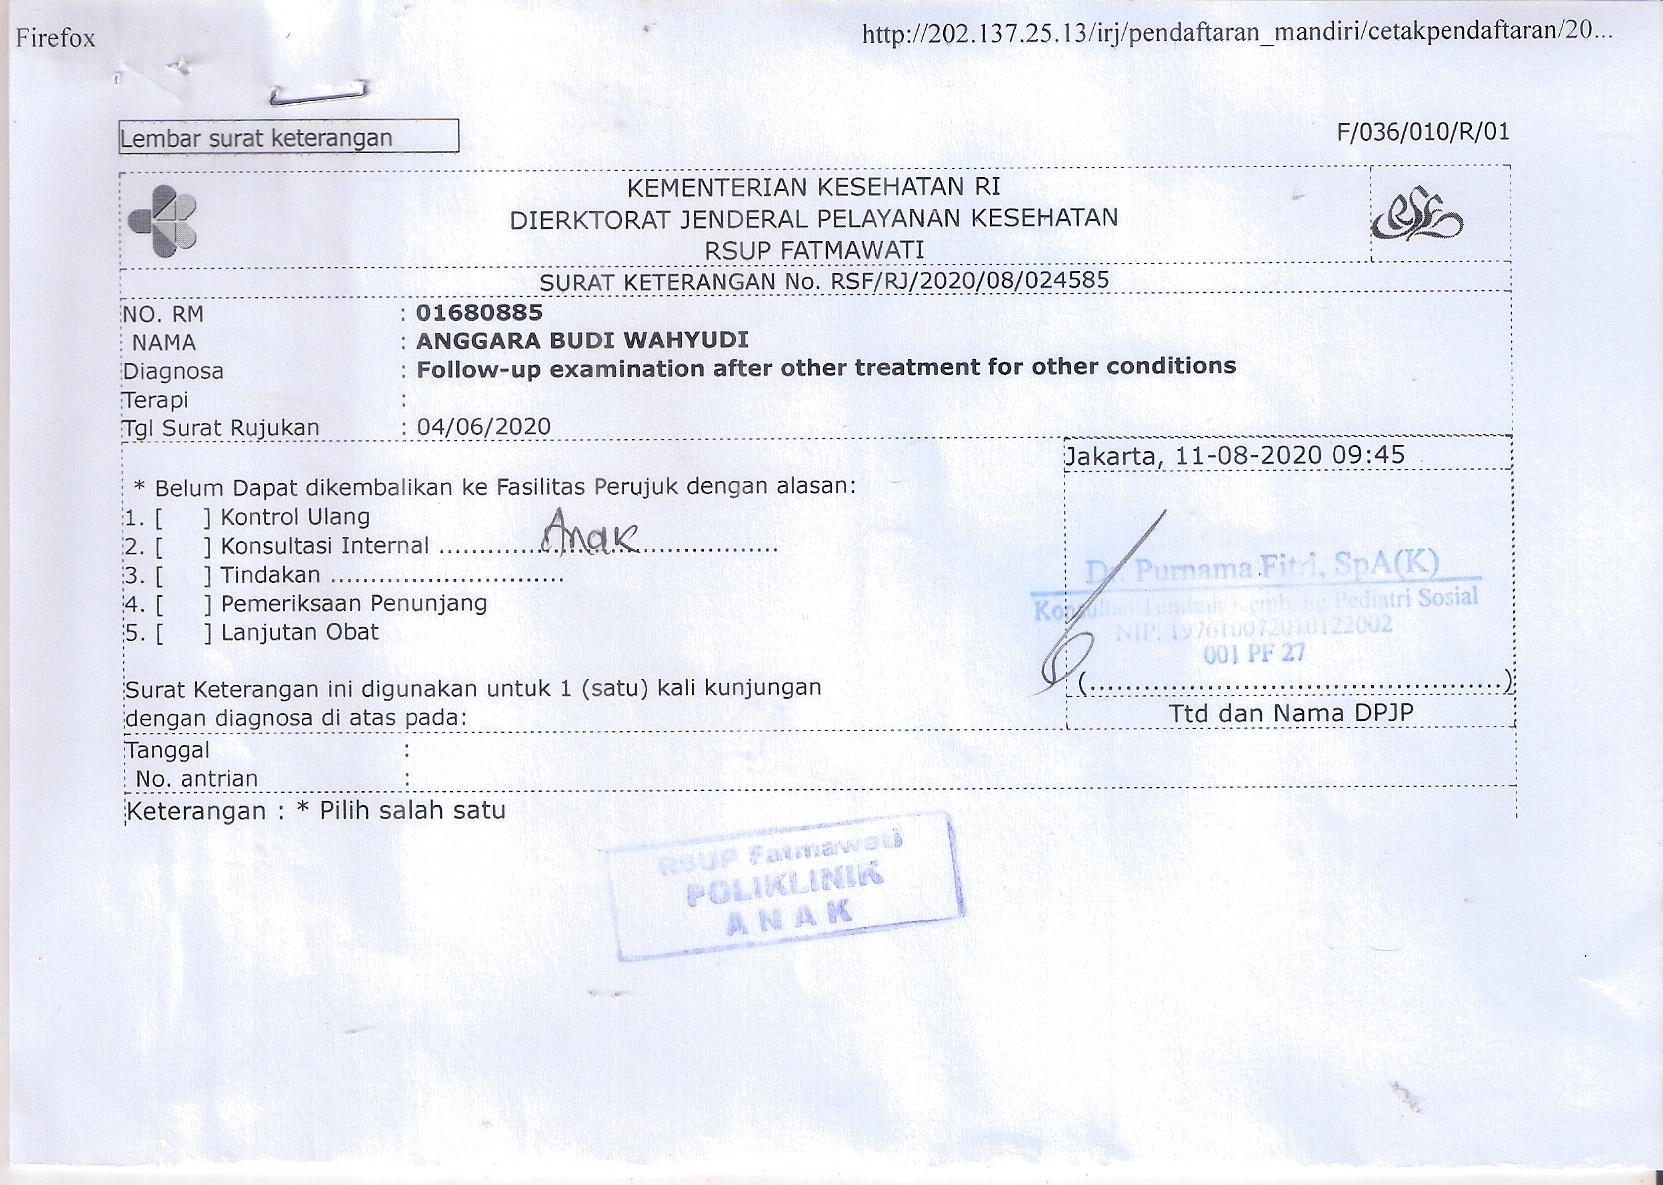 Firefox http://202.137.25.13/irj/pendaftaran_mandiri/cetakpendaftaran/20...
Lembar surat keterangan F/036/010/R/01
KEMENTERIAN KESEHATAN RI
DIERKTORAT JENDERAL PELAYANAN KESEHATAN
RSUP FATMAWATI
SURAT KETERANGAN No. RSF/RJ/2020/08/024585
NO. RM : 01680885
NAMA : ANGGARA BUDI WAHYUDI
Diagnosa : Follow-up examination after other treatment for other conditions
Terapi :
Tgl Surat Rujukan : 04/06/2020
Jakarta, 11-08-2020 09:45
* Belum Dapat dikembalikan ke Fasilitas Perujuk dengan alasan:
1. [ ] Kontrol Ulang
2. [ ] Konsultasi Internal ........Anak........
3. [ ] Tindakan ............................
4. [ ] Pemeriksaan Penunjang
5. [ ] Lanjutan Obat
Dr. Purnama Fitri, SpA(K)
Konsultan Tumbuh Kembang Pediatri Sosial
NIP. 197610072010122002
001 PF 27
(.............................................)
Ttd dan Nama DPJP
Surat Keterangan ini digunakan untuk 1 (satu) kali kunjungan
dengan diagnosa di atas pada:
Tanggal :
No. antrian :
Keterangan : * Pilih salah satu
RSUP Fatmawati
POLIKLINIK
ANAK